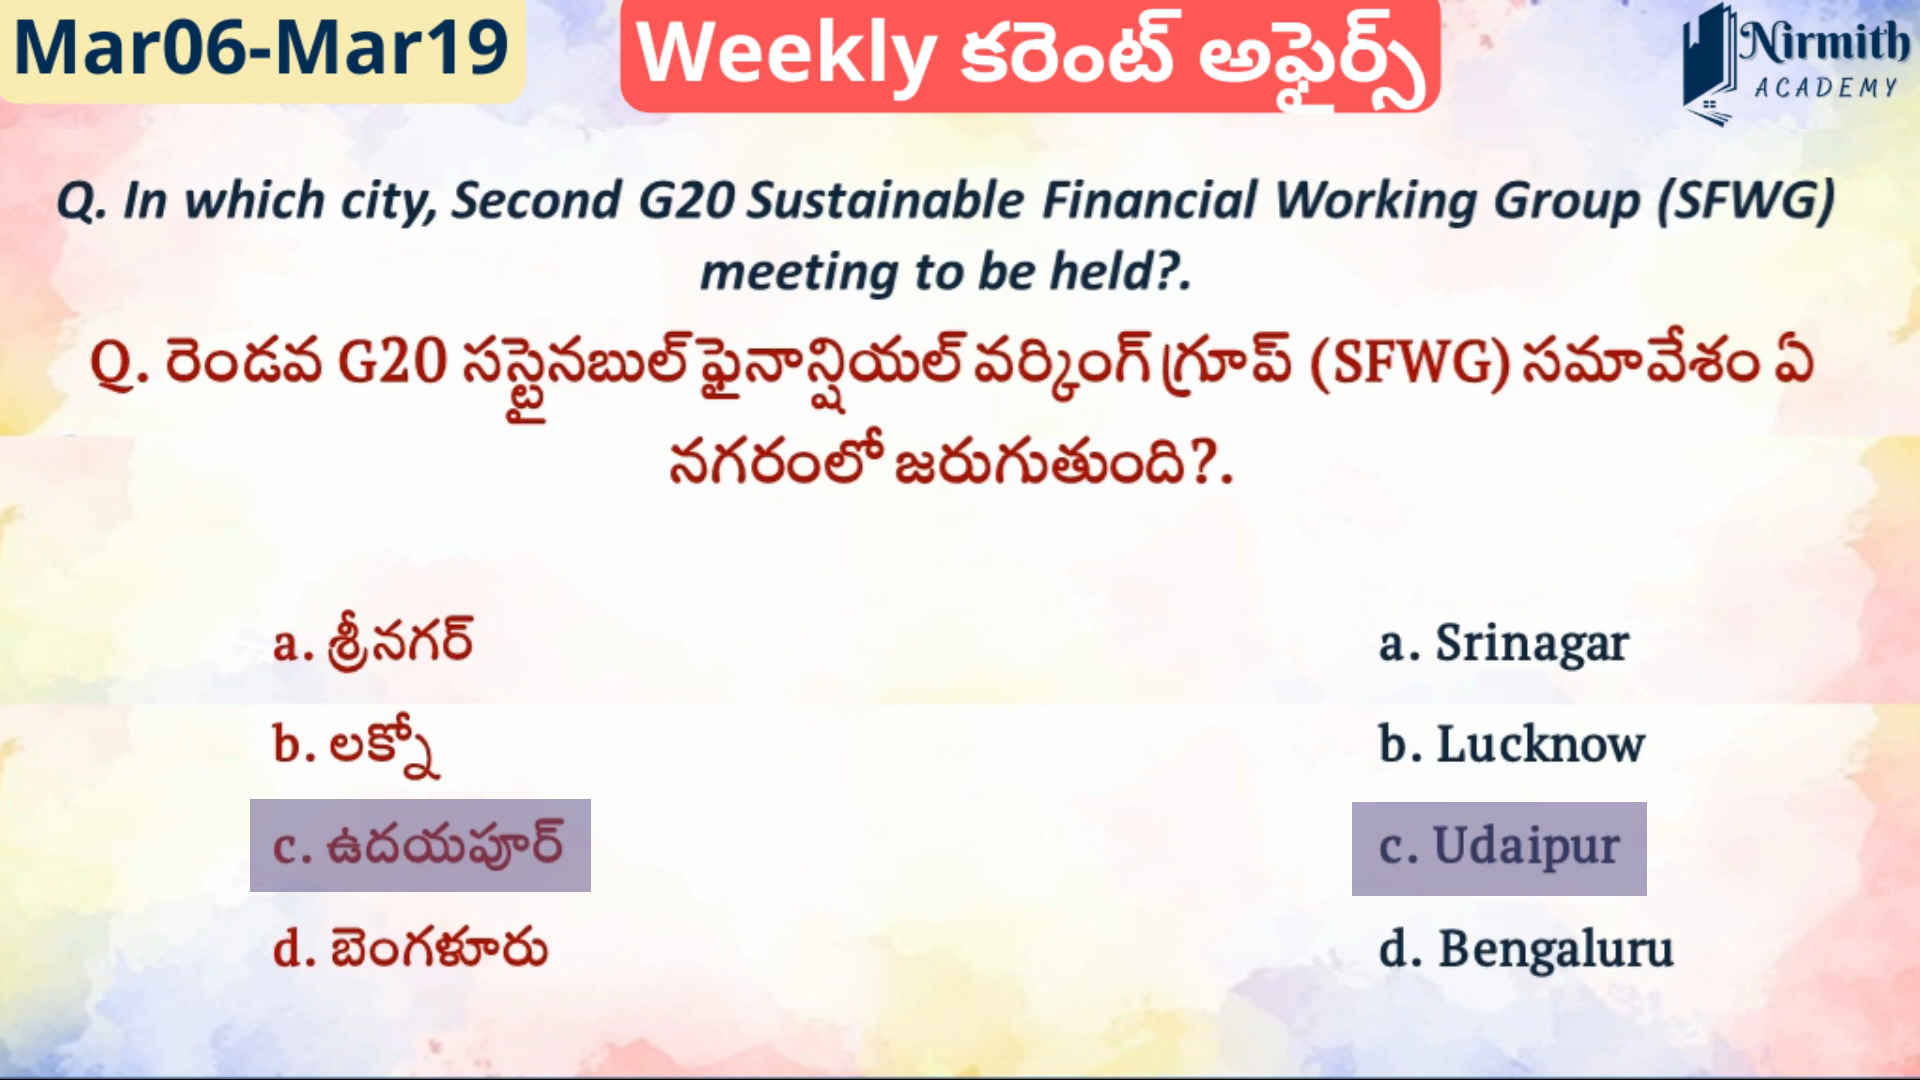 Mar06-Mar19
Weekly కరెంట్ అఫైర్స్
Nirmith
ACADEMY
Q. In which city, Second G20 Sustainable Financial Working Group (SFWG)
meeting to be held?.
Q. రెండవ G20 సస్టైనబుల్ ఫైనాన్షియల్ వర్కింగ్ గ్రూప్ (SFWG) సమావేశం ఏ
నగరంలో జరుగుతుంది?.
a. శ్రీనగర్
b. లక్నో
c. ఉదయపూర్
d. బెంగళూరు
a. Srinagar
b. Lucknow
c. Udaipur
d. Bengaluru